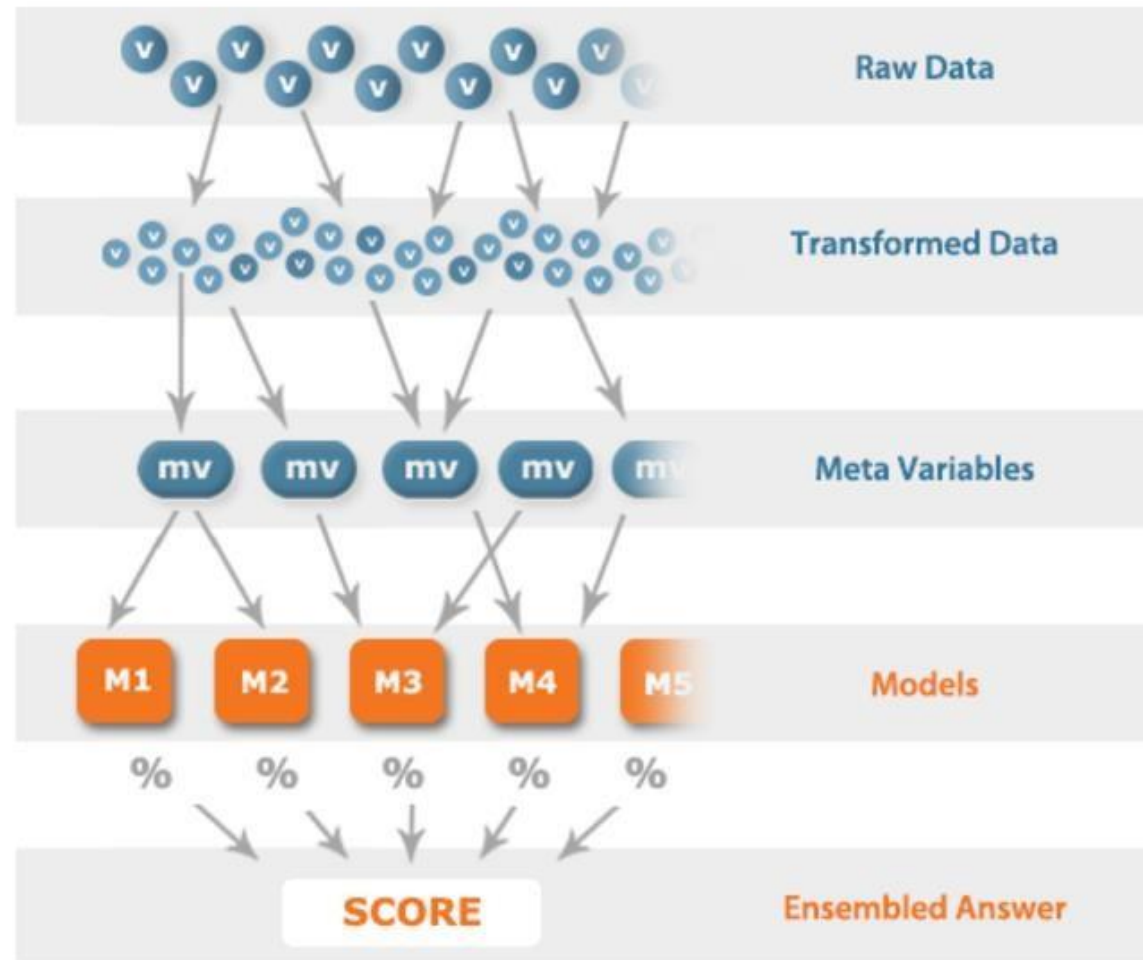 v v v v v v v v v v v v
Raw Data
v v v v v v v v v v v v v v v v v v v v v v v v v v v v
Transformed Data
mv mv mv mv mv
Meta Variables
M1 M2 M3 M4 M5
Models
% % % % %
SCORE
Ensembled Answer